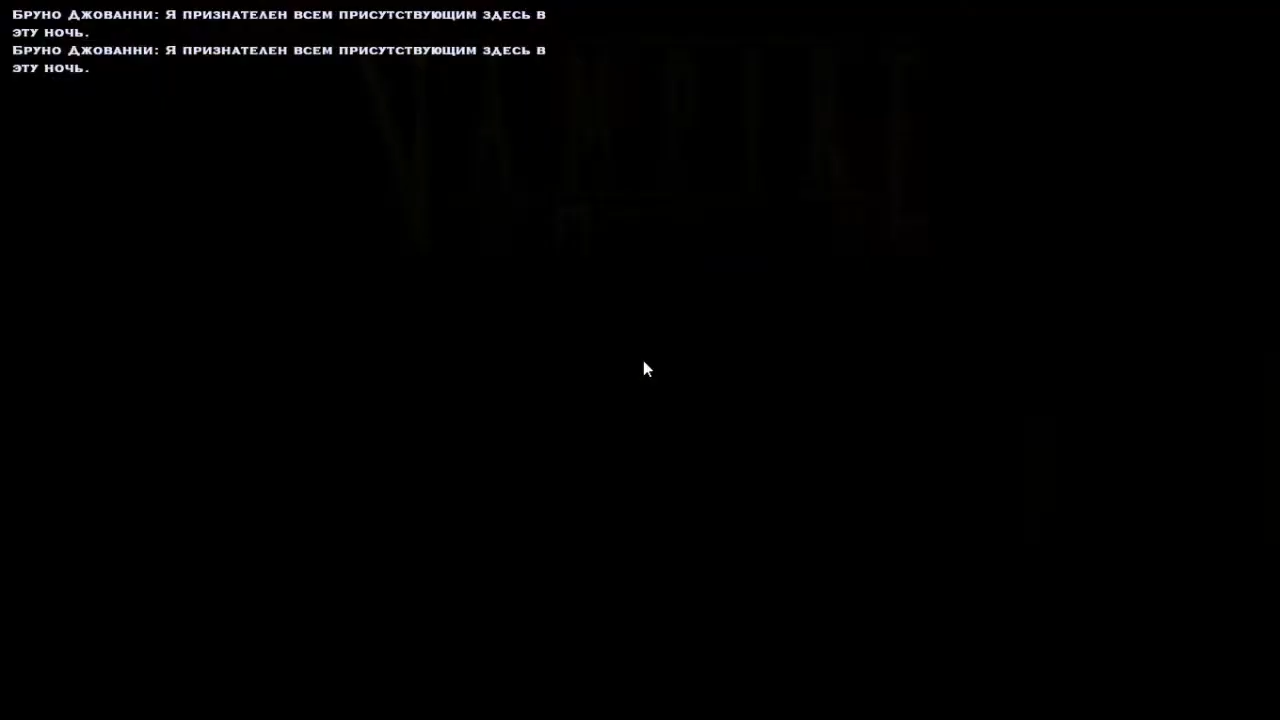 Бруно Джованни: Я признателен всем присутствующим здесь в
эту ночь.
Бруно Джованни: Я признателен всем присутствующим здесь в
эту ночь.